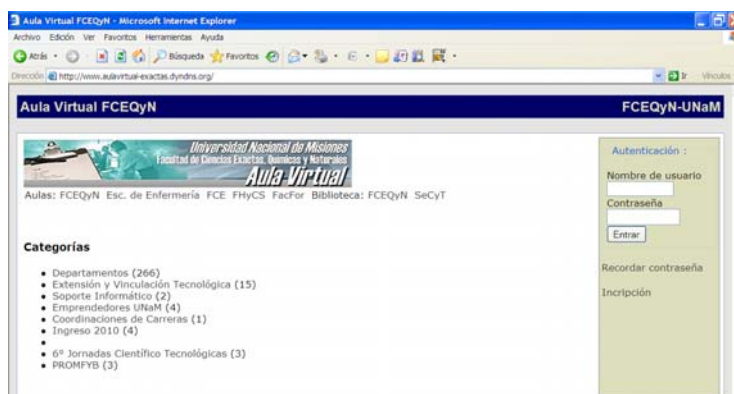 Aula Virtual FCEQyN - Microsoft Internet Explorer
Archivo Edición Ver Favoritos Herramientas Ayuda
Atrás Búsqueda Favoritos
Dirección http://www.aulavirtual-exactas.dyndns.org/ Ir Vínculos
Aula Virtual FCEQyN FCEQyN-UNaM
Universidad Nacional de Misiones
Facultad de Ciencias Exactas, Químicas y Naturales
Aula Virtual
Aulas: FCEQyN Esc. de Enfermería FCE FHyCS FacFor Biblioteca: FCEQyN SeCyT
Categorías
Departamentos (266)
Extensión y Vinculación Tecnológica (15)
Soporte Informático (2)
Emprendedores UNaM (4)
Coordinaciones de Carreras (1)
Ingreso 2010 (4)
6º Jornadas Científico Tecnológicas (3)
PROMFYB (3)
Autenticación :
Nombre de usuario
Contraseña
Entrar
Recordar contraseña
Incripción